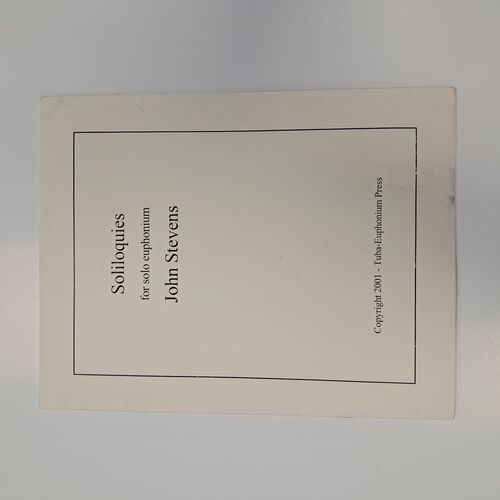 Soliloquies
for solo euphonium
John Stevens
Copyright 2001 - Tuba-Euphonium Press